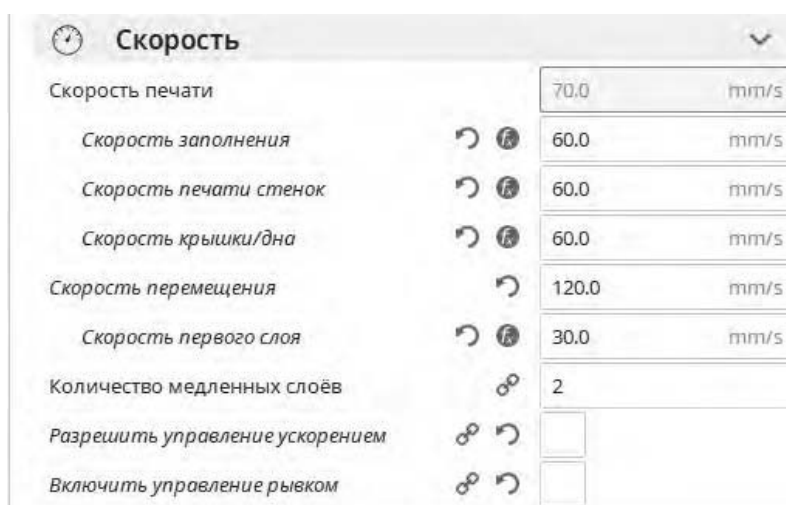 Скорость
Скорость печати 70.0 mm/s
Скорость заполнения 60.0 mm/s
Скорость печати стенок 60.0 mm/s
Скорость крышки/дна 60.0 mm/s
Скорость перемещения 120.0 mm/s
Скорость первого слоя 30.0 mm/s
Количество медленных слоёв 2
Разрешить управление ускорением
Включить управление рывком